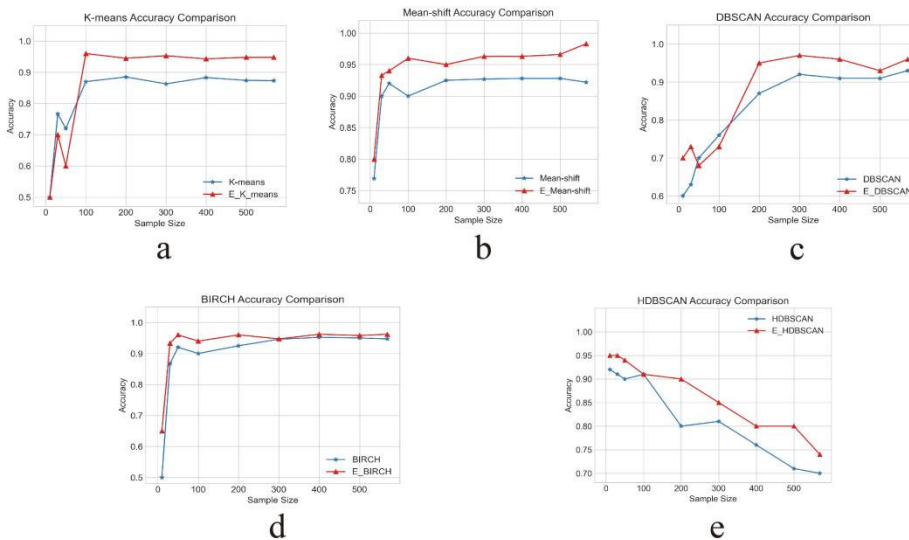 K-means Accuracy Comparison
1.0
0.9
0.8
0.7
0.6
0.5
Accuracy
K-means
E_K_means
0 100 200 300 400 500
Sample Size
a
Mean-shift Accuracy Comparison
1.00
0.95
0.90
0.85
0.80
0.75
Accuracy
Mean-shift
E_Mean-shift
0 100 200 300 400 500
Sample Size
b
DBSCAN Accuracy Comparison
1.0
0.9
0.8
0.7
0.6
Accuracy
DBSCAN
E_DBSCAN
0 100 200 300 400 500
Sample Size
c
BIRCH Accuracy Comparison
1.0
0.9
0.8
0.7
0.6
0.5
Accuracy
BIRCH
E_BIRCH
0 100 200 300 400 500
Sample Size
d
HDBSCAN Accuracy Comparison
HDBSCAN
E_HDBSCAN
1.00
0.95
0.90
0.85
0.80
0.75
0.70
Accuracy
0 100 200 300 400 500
Sample Size
e